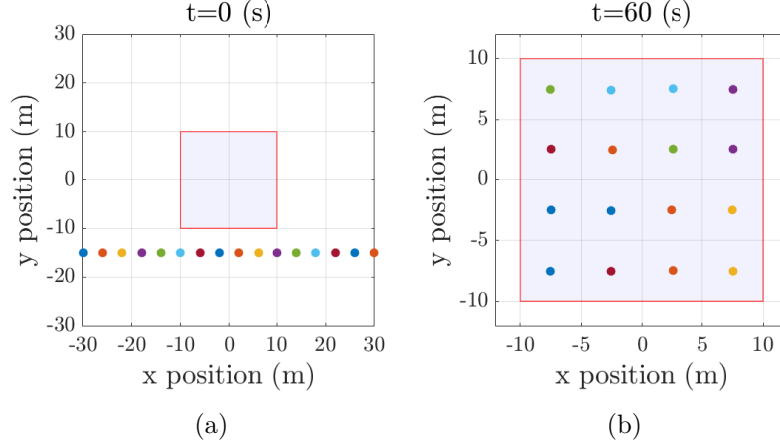 t=0 (s)
30
20
10
0
-10
-20
-30
y position (m)
-30 -20 -10 0 10 20 30
x position (m)
(a)
t=60 (s)
10
5
0
-5
-10
y position (m)
-10 -5 0 5 10
x position (m)
(b)